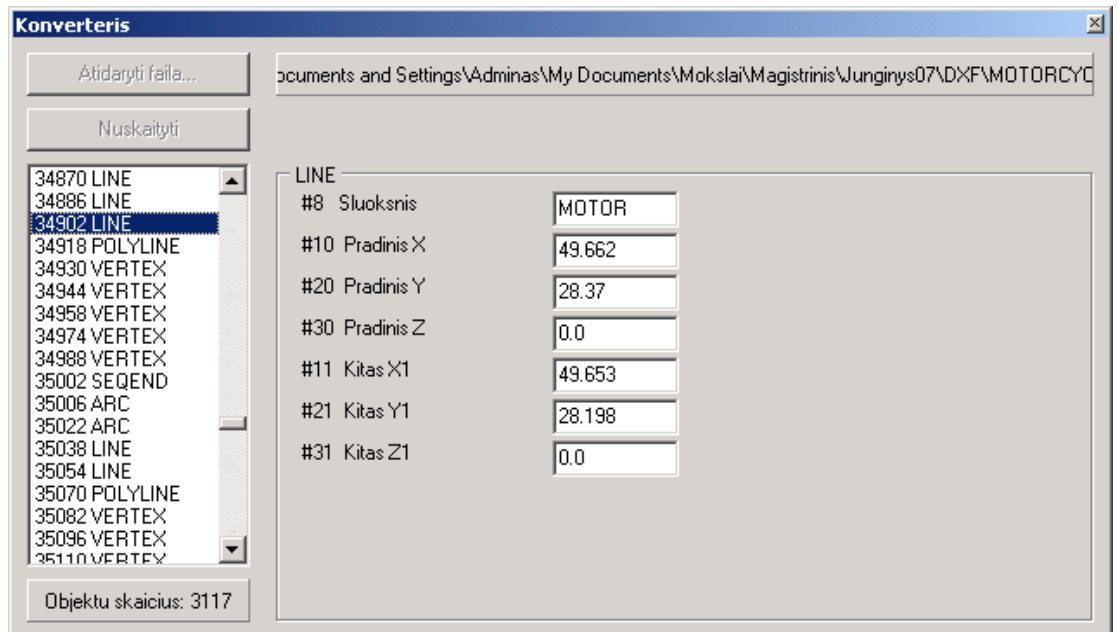 Konverteris
Atidaryti faila...
ocuments and Settings\Adminas\My Documents\Mokslai\Magistrinis\Junginys07\DXF\MOTORCYC
Nuskaityti
34870 LINE
34886 LINE
34902 LINE
34918 POLYLINE
34930 VERTEX
34944 VERTEX
34958 VERTEX
34974 VERTEX
34988 VERTEX
35002 SEQEND
35006 ARC
35022 ARC
35038 LINE
35054 LINE
35070 POLYLINE
35082 VERTEX
35096 VERTEX
35110 VERTEX
Objektu skaicius: 3117
LINE
#8 Sluoksnis MOTOR
#10 Pradinis X 49.662
#20 Pradinis Y 28.37
#30 Pradinis Z 0.0
#11 Kitas X1 49.653
#21 Kitas Y1 28.198
#31 Kitas Z1 0.0